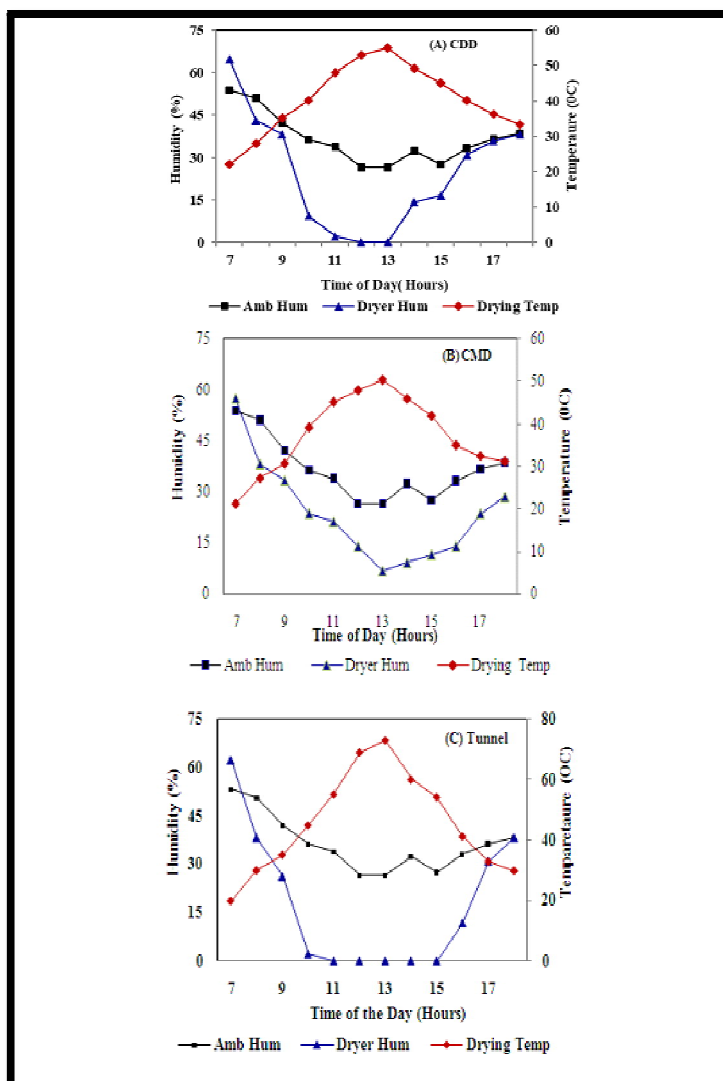 (A) CDD
Humidity (%)
75
60
45
30
15
0
60
50
40
30
20
10
0
Temperaure (0C)
7 9 11 13 15 17
Time of Day( Hours)
Amb Hum Dryer Hum Drying Temp
(B) CMD
Humidity (%)
75
60
45
30
15
0
60
50
40
30
20
10
0
Temperature (0C)
7 9 11 13 15 17
Time of Day (Hours)
Amb Hum Dryer Hum Drying Temp
(C) Tunnel
Humidity (%)
75
60
45
30
15
0
80
60
40
20
0
Temparetaure (OC)
7 9 11 13 15 17
Time of the Day (Hours)
Amb Hum Dryer Hum Drying Temp